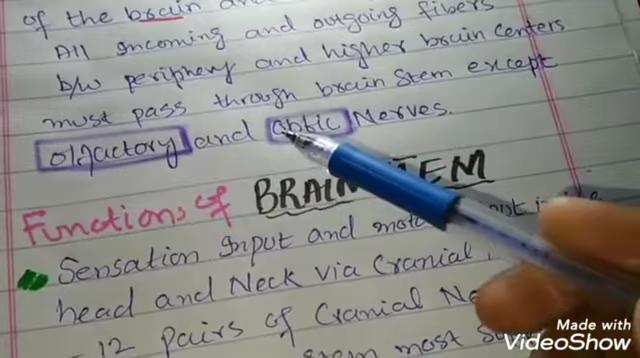 of the brain
All incoming and outgoing fibers
b/w periphery and higher brain centers
must pass through brain stem except
olfactory and optic Nerves.
Functions of BRAIN STEM
Sensation Input and
head and Neck via Cranial
- 12 pairs of Cranial
most
Made with
VideoShow